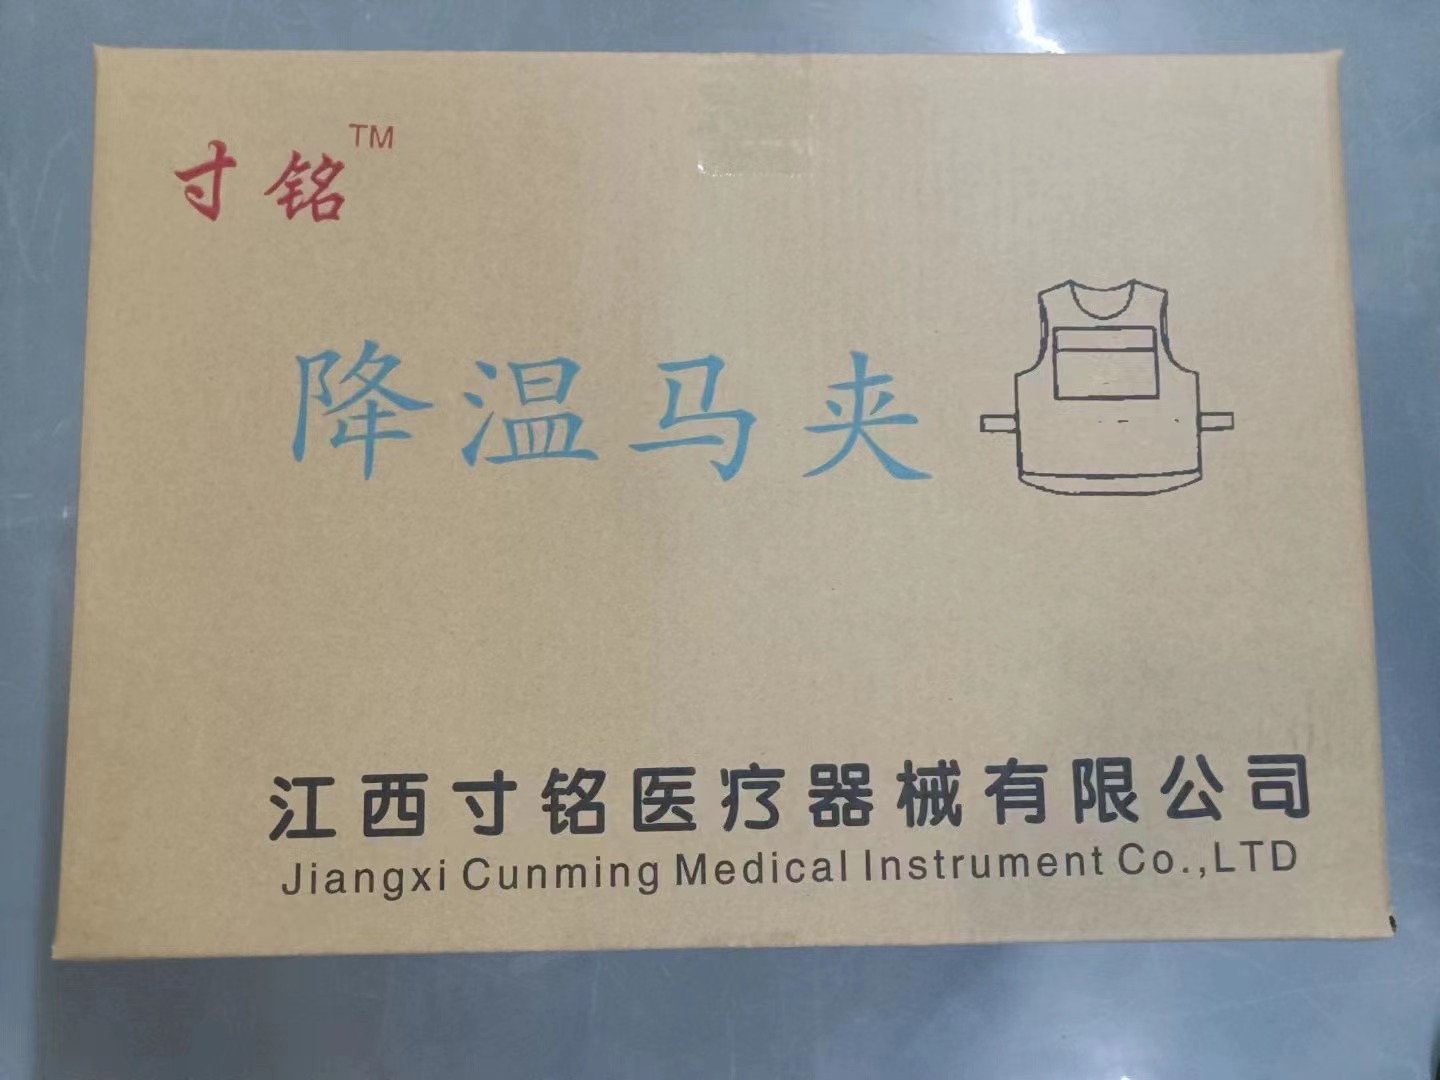 寸铭™
降温马夹
江西寸铭医疗器械有限公司
Jiangxi Cunming Medical Instrument Co.,LTD